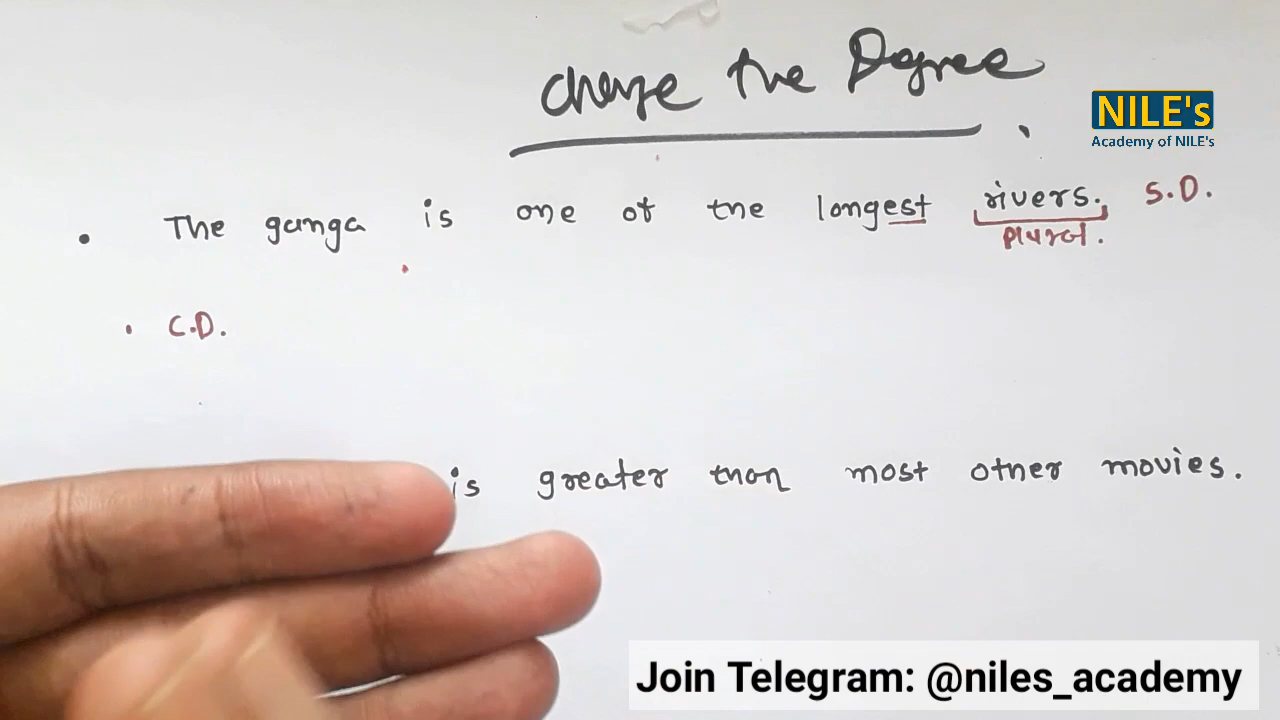 Change the Degree
NILE's
Academy of NILE's
• The ganga is one of the longest rivers. S.D.
plural.
• C.D.
is greater than most other movies.
Join Telegram: @niles_academy